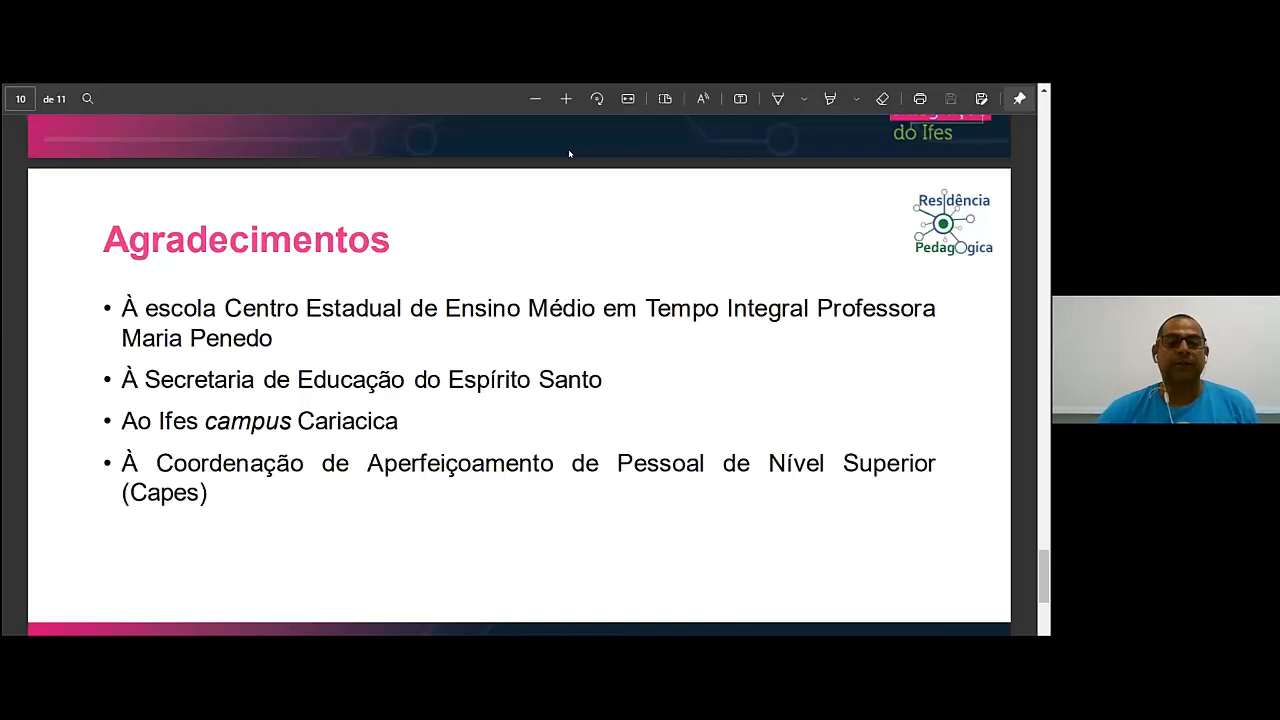 10 de 11
do Ifes
Residência
Pedagógica
Agradecimentos
• À escola Centro Estadual de Ensino Médio em Tempo Integral Professora
Maria Penedo
• À Secretaria de Educação do Espírito Santo
• Ao Ifes campus Cariacica
• À Coordenação de Aperfeiçoamento de Pessoal de Nível Superior
(Capes)